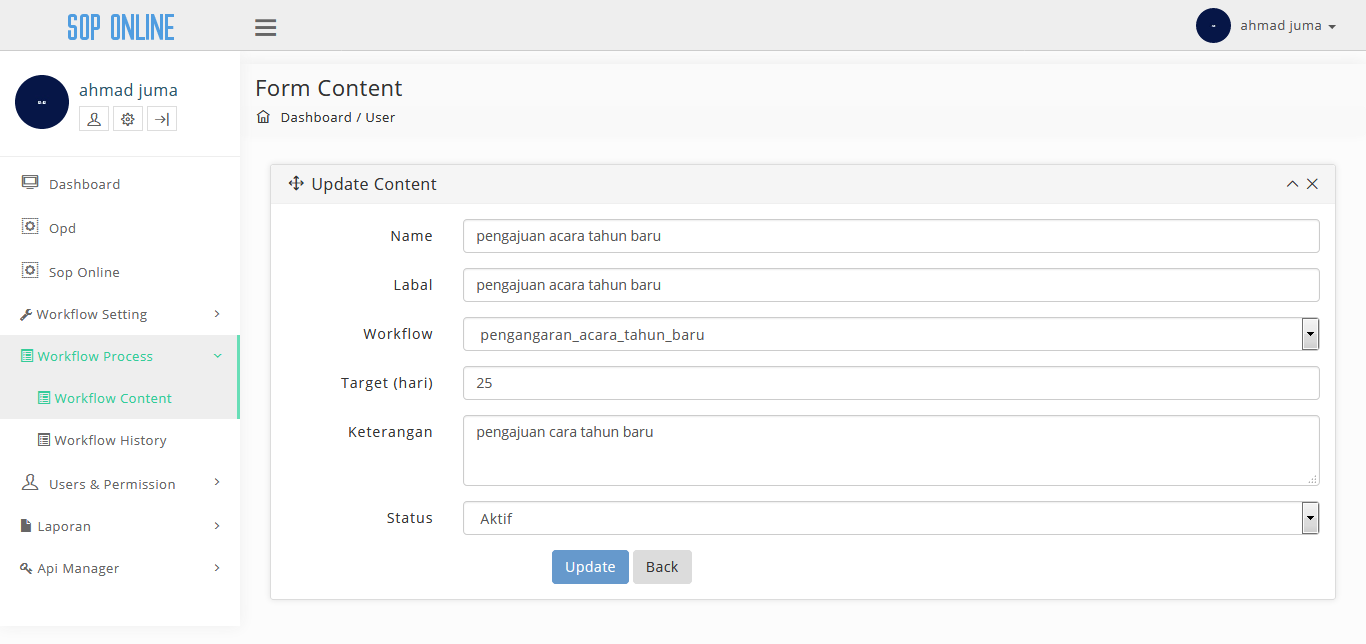 SOP ONLINE
ahmad juma
ahmad juma
Dashboard
Opd
Sop Online
Workflow Setting
Workflow Process
Workflow Content
Workflow History
Users & Permission
Laporan
Api Manager
Form Content
Dashboard / User
Update Content
Name pengajuan acara tahun baru
Labal pengajuan acara tahun baru
Workflow pengangaran_acara_tahun_baru
Target (hari) 25
Keterangan pengajuan cara tahun baru
Status Aktif
Update Back